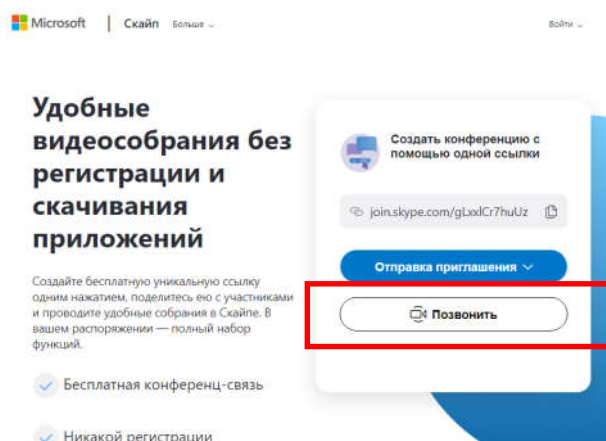 Microsoft | Скайп Больше
Войти
Удобные
видеособрания без
регистрации и
скачивания
приложений
Создайте бесплатную уникальную ссылку
одним нажатием, поделитесь ею с участниками
и проводите удобные собрания в Скайпе. В
вашем распоряжении — полный набор
функций.
Бесплатная конференц-связь
Никакой регистрации
Создать конференцию с
помощью одной ссылки
join.skype.com/gLxxlCr7huUz
Отправка приглашения
Позвонить